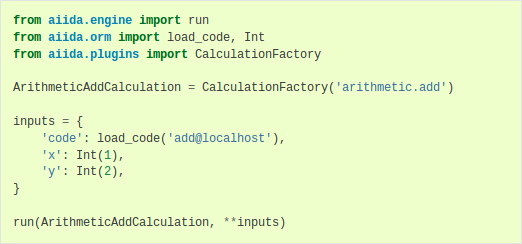 from aiida.engine import run
from aiida.orm import load_code, Int
from aiida.plugins import CalculationFactory

ArithmeticAddCalculation = CalculationFactory('arithmetic.add')

inputs = {
    'code': load_code('add@localhost'),
    'x': Int(1),
    'y': Int(2),
}

run(ArithmeticAddCalculation, **inputs)